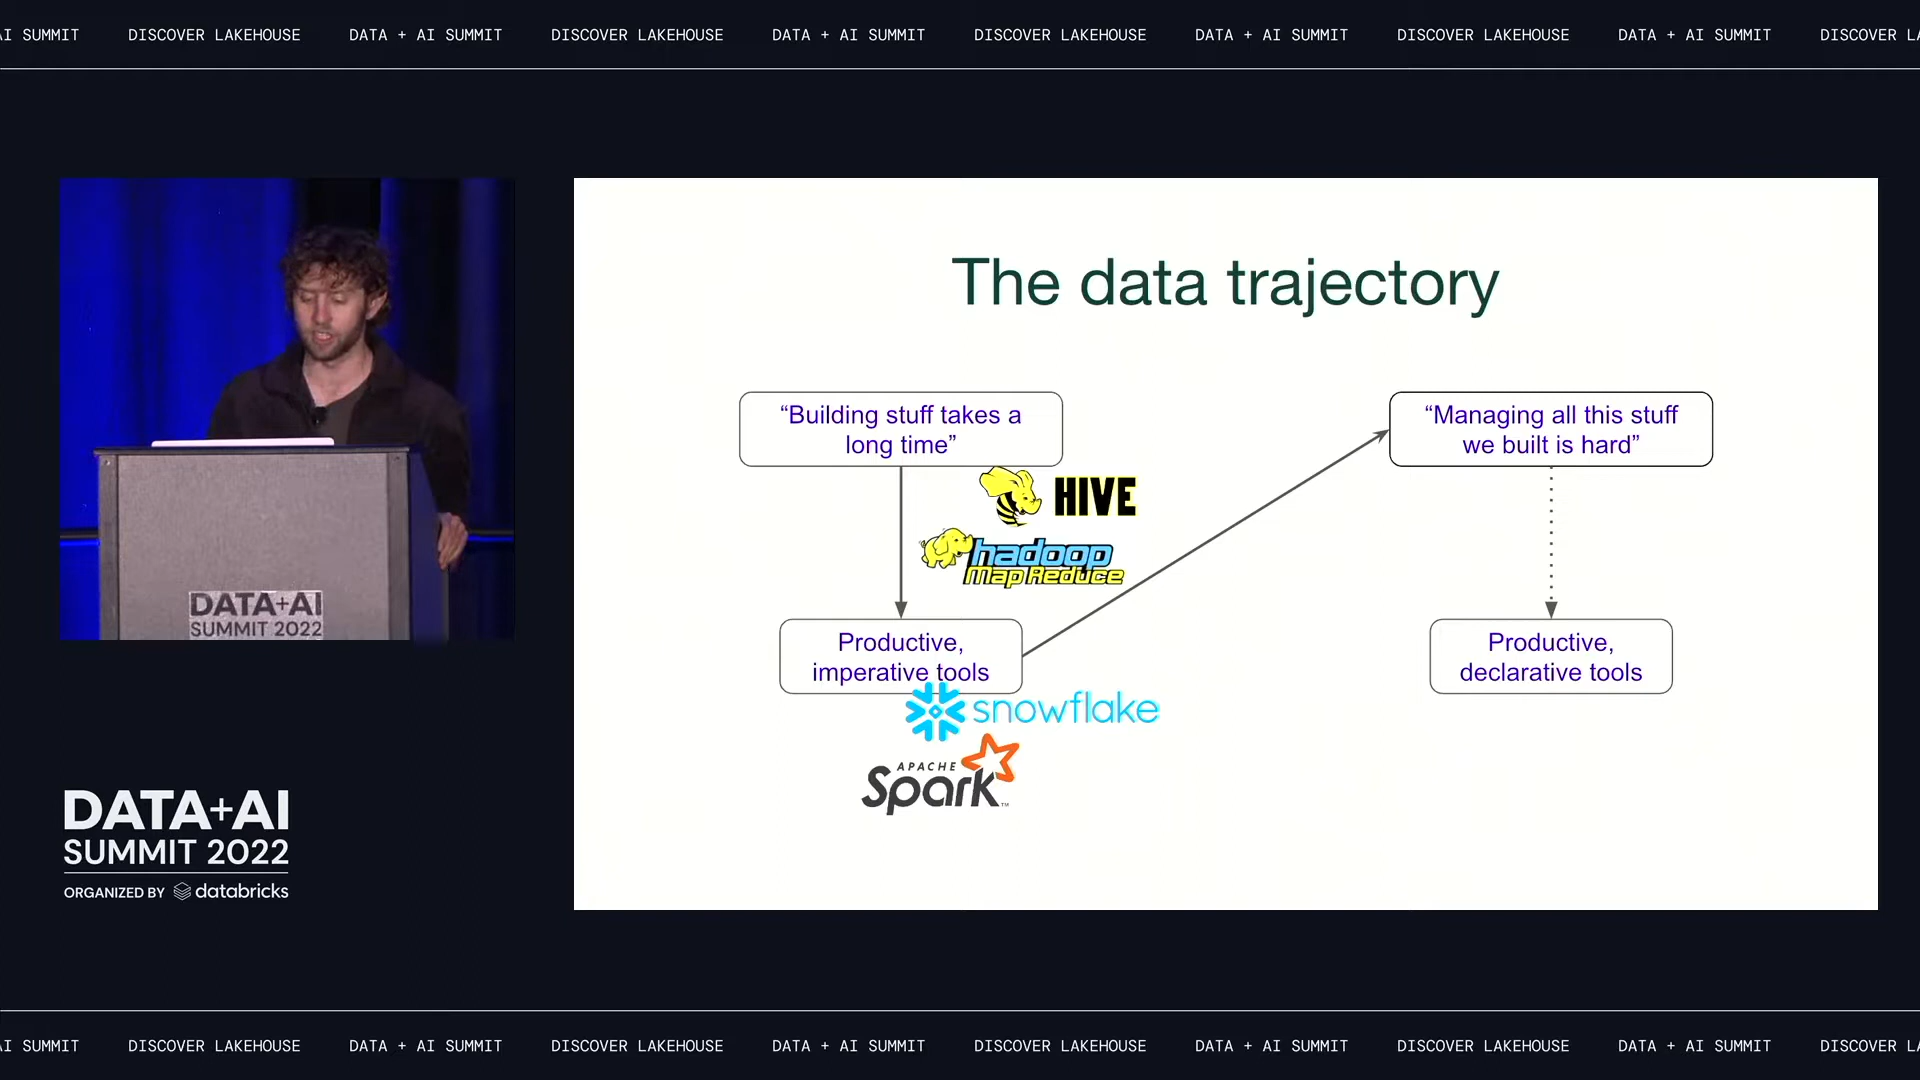 AI SUMMIT DISCOVER LAKEHOUSE DATA + AI SUMMIT DISCOVER LAKEHOUSE DATA + AI SUMMIT DISCOVER LAKEHOUSE DATA + AI SUMMIT DISCOVER LAKEHOUSE DATA + AI SUMMIT DISCOVER LA
The data trajectory
“Building stuff takes a
long time”
“Managing all this stuff
we built is hard”
HIVE
hadoop
MapReduce
Productive,
imperative tools
Productive,
declarative tools
snowflake
APACHE
Spark™
DATA+AI
SUMMIT 2022
DATA+AI
SUMMIT 2022
ORGANIZED BY databricks
AI SUMMIT DISCOVER LAKEHOUSE DATA + AI SUMMIT DISCOVER LAKEHOUSE DATA + AI SUMMIT DISCOVER LAKEHOUSE DATA + AI SUMMIT DISCOVER LAKEHOUSE DATA + AI SUMMIT DISCOVER LA